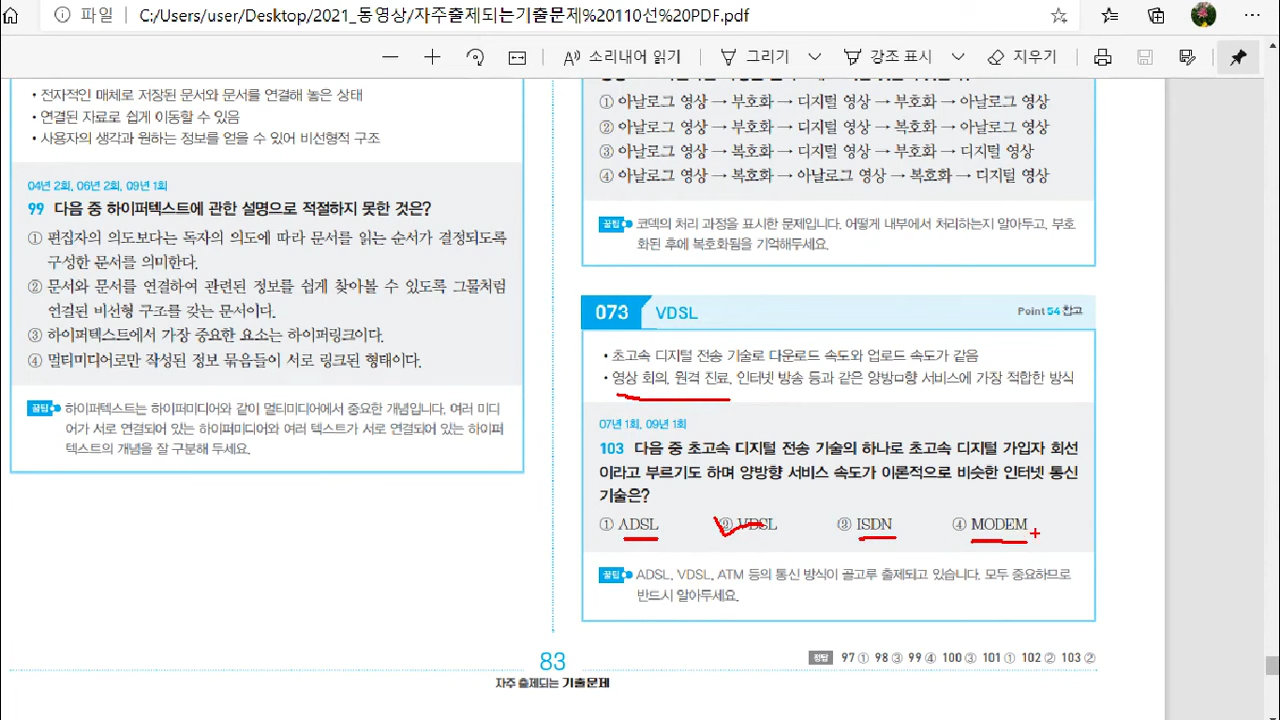 파일 C:/Users/user/Desktop/2021_동영상/자주출제되는기출문제%20110선%20PDF.pdf
소리내어 읽기 그리기 강조 표시 지우기
• 전자적인 매체로 저장된 문서와 문서를 연결해 놓은 상태
• 연결된 자료로 쉽게 이동할 수 있음
• 사용자의 생각과 원하는 정보를 얻을 수 있어 비선형적 구조
04년 2회, 06년 2회, 09년 1회
99 다음 중 하이퍼텍스트에 관한 설명으로 적절하지 못한 것은?
① 편집자의 의도보다는 독자의 의도에 따라 문서를 읽는 순서가 결정되도록
구성한 문서를 의미한다.
② 문서와 문서를 연결하여 관련된 정보를 쉽게 찾아볼 수 있도록 그물처럼
연결된 비선형 구조를 갖는 문서이다.
③ 하이퍼텍스트에서 가장 중요한 요소는 하이퍼링크이다.
④ 멀티미디어로만 작성된 정보 묶음들이 서로 링크된 형태이다.
꿀팁 하이퍼텍스트는 하이퍼미디어와 같이 멀티미디어에서 중요한 개념입니다. 여러 미디
어가 서로 연결되어 있는 하이퍼미디어와 여러 텍스트가 서로 연결되어 있는 하이퍼
텍스트의 개념을 잘 구분해 두세요.
① 아날로그 영상 → 부호화 → 디지털 영상 → 부호화 → 아날로그 영상
② 아날로그 영상 → 부호화 → 디지털 영상 → 복호화 → 아날로그 영상
③ 아날로그 영상 → 복호화 → 디지털 영상 → 부호화 → 디지털 영상
④ 아날로그 영상 → 복호화 → 아날로그 영상 → 복호화 → 디지털 영상
꿀팁 코덱의 처리 과정을 표시한 문제입니다. 어떻게 내부에서 처리하는지 알아두고, 부호
화된 후에 복호화됨을 기억해두세요.
073 VDSL Point 54 참고
• 초고속 디지털 전송 기술로 다운로드 속도와 업로드 속도가 같음
• 영상 회의, 원격 진료, 인터넷 방송 등과 같은 양방ㅁ향 서비스에 가장 적합한 방식
07년 1회, 09년 1회
103 다음 중 초고속 디지털 전송 기술의 하나로 초고속 디지털 가입자 회선
이라고 부르기도 하며 양방향 서비스 속도가 이론적으로 비슷한 인터넷 통신
기술은?
① ADSL ② VDSL ③ ISDN ④ MODEM
꿀팁 ADSL, VDSL, ATM 등의 통신 방식이 골고루 출제되고 있습니다. 모두 중요하므로
반드시 알아두세요.
83
자주 출제되는 기출문제
정답 97 ① 98 ③ 99 ④ 100 ③ 101 ① 102 ② 103 ②